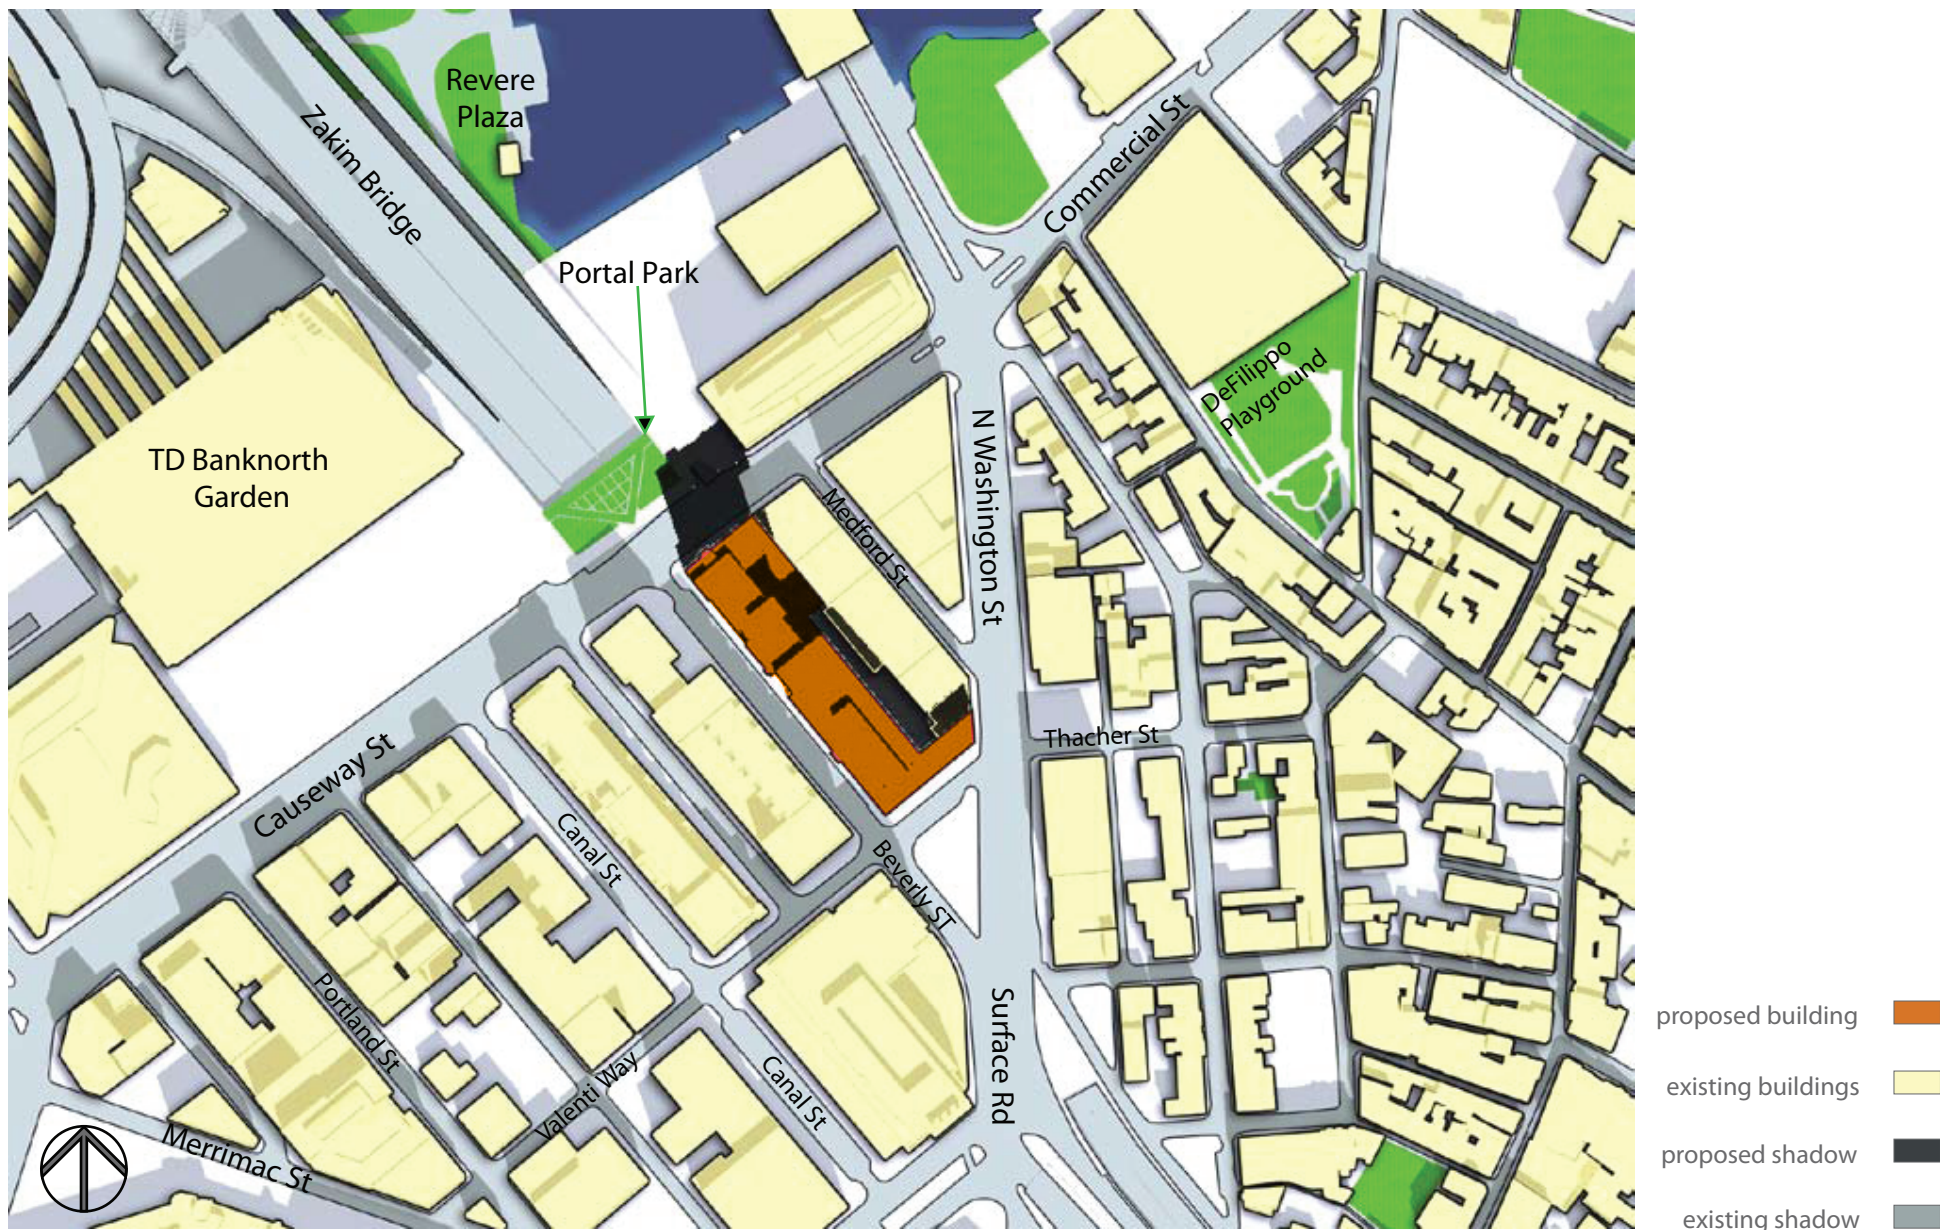 Revere
Plaza
Zakim Bridge
Commercial St
Portal Park
DeFilippo
Playground
TD Banknorth
Garden
N Washington St
Medford St
Thacher St
Causeway St
Canal St
Beverly ST
Portland St
Surface Rd
Valenti Way
Canal St
Merrimac St
proposed building
existing buildings
proposed shadow
existing shadow